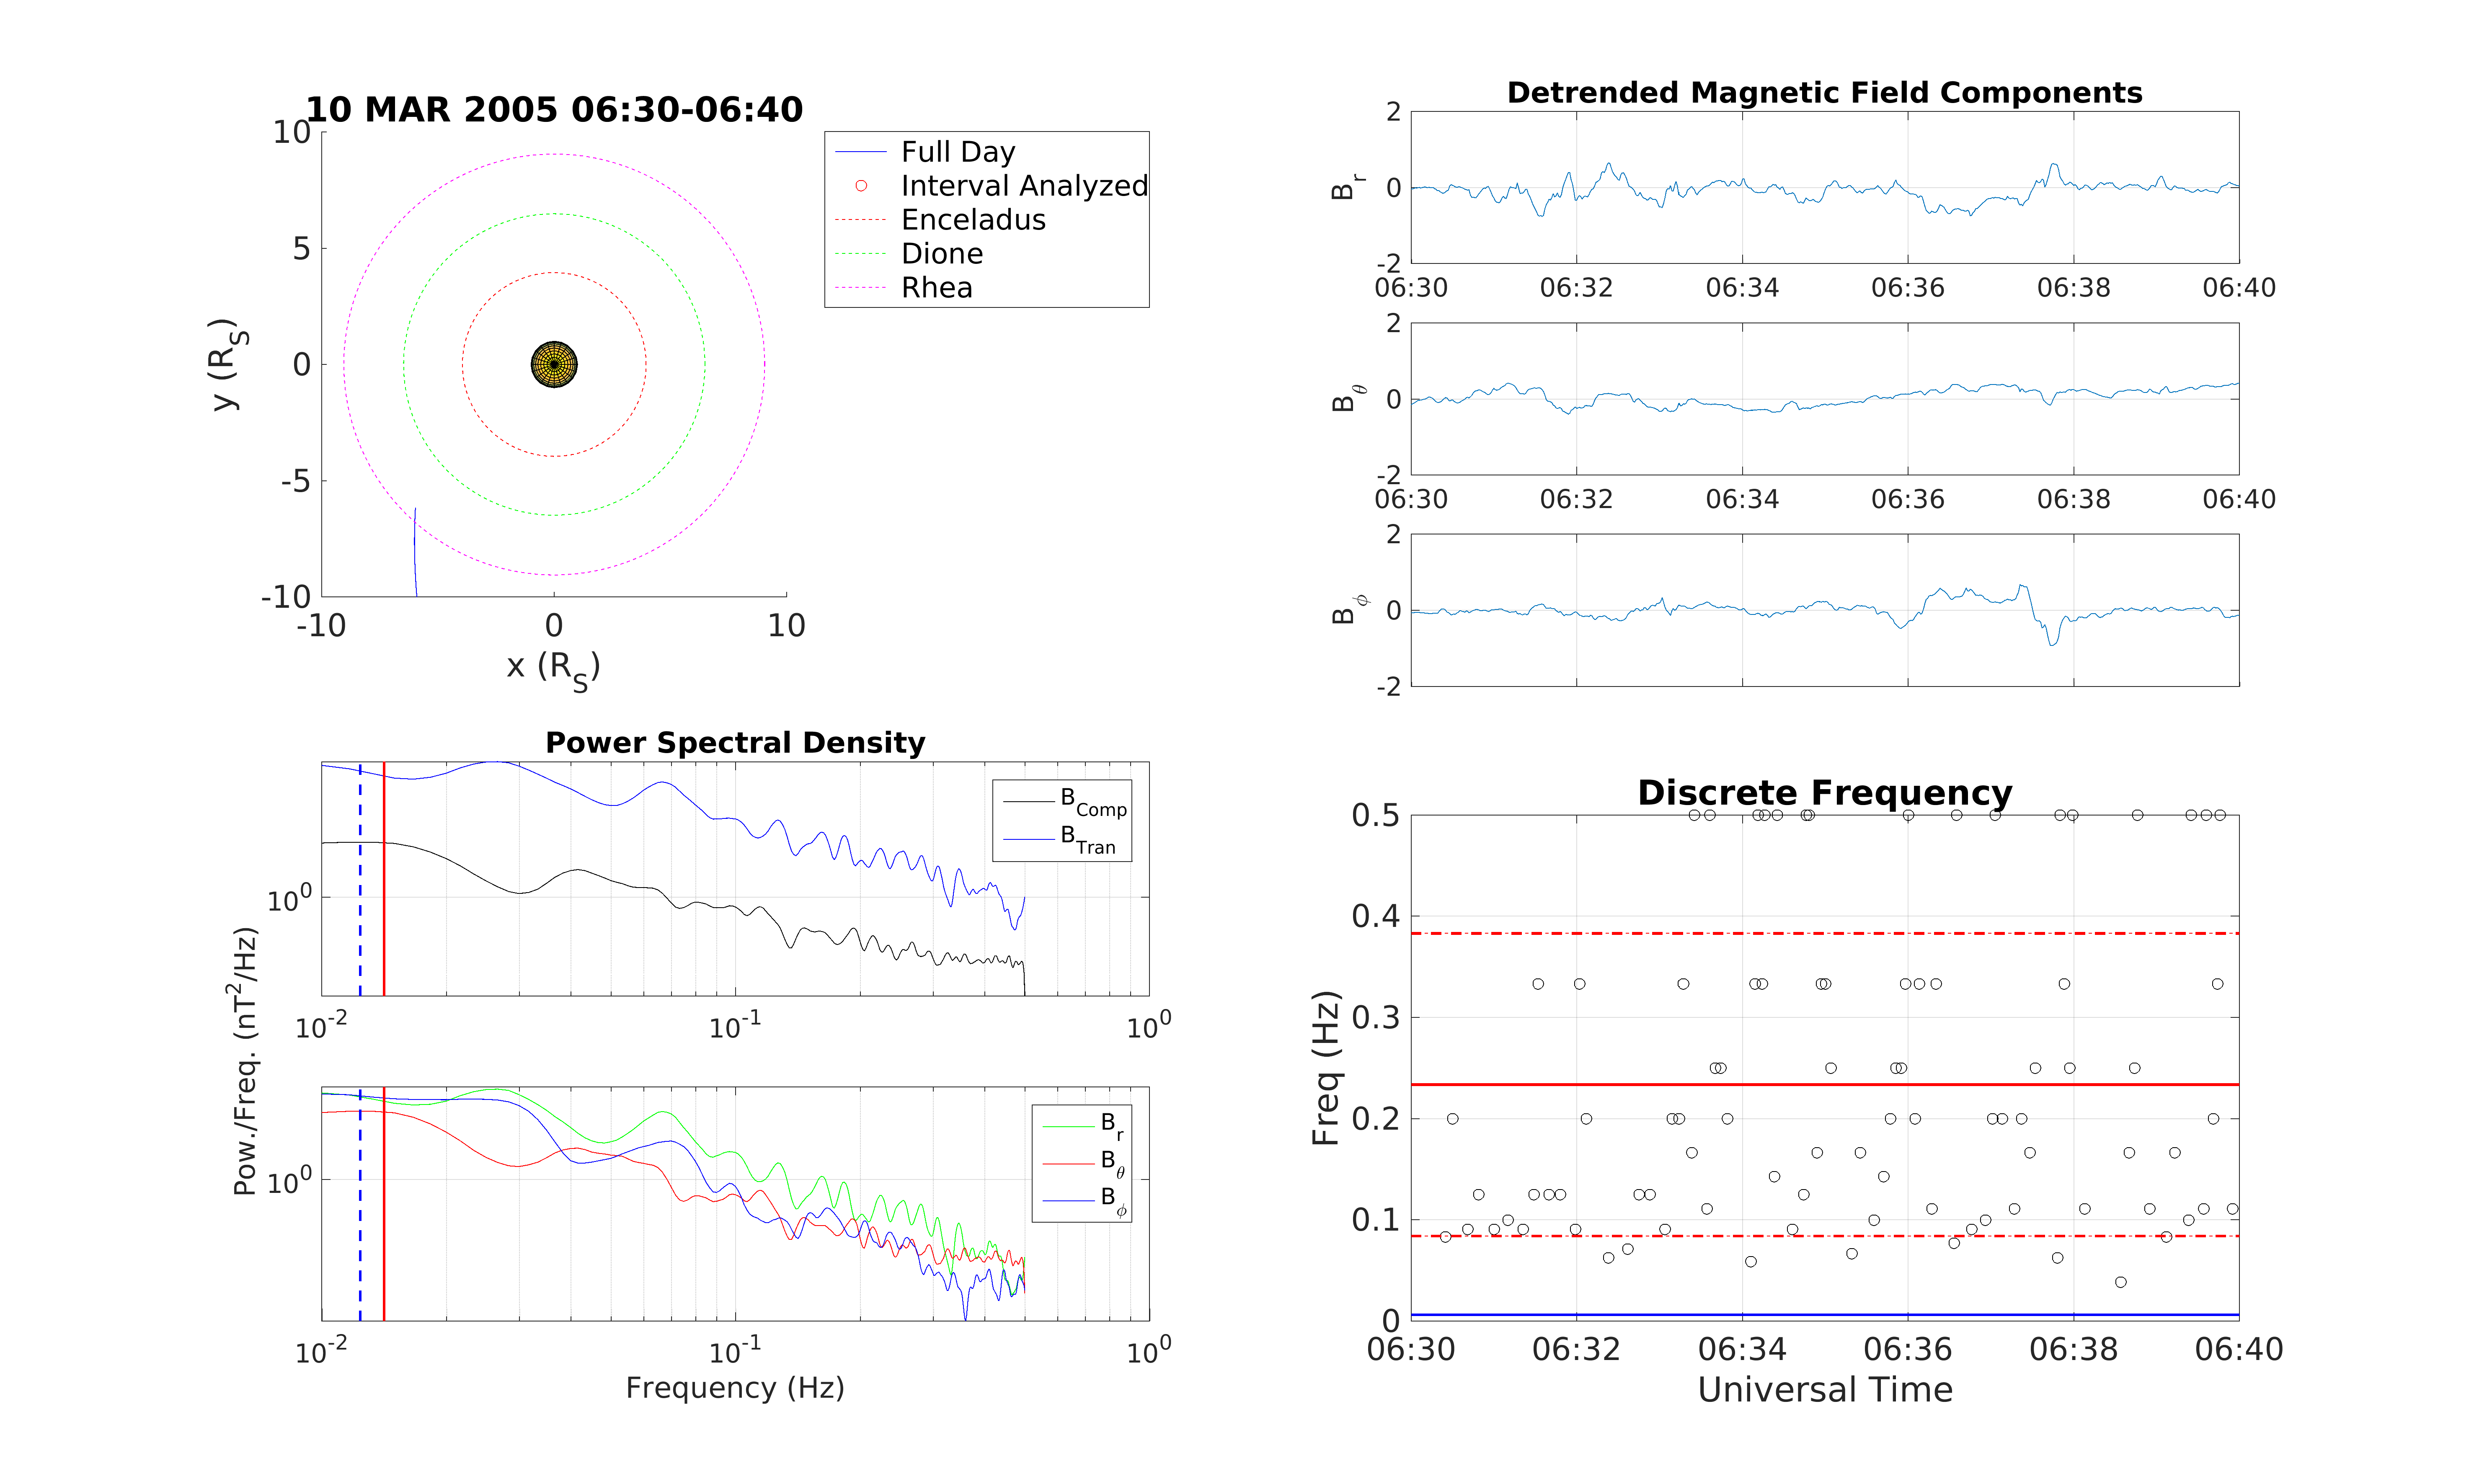 10 MAR 2005 06:30-06:40
10
5
0
-5
-10
-10 0 10
y (R_S)
x (R_S)
Full Day
Interval Analyzed
Enceladus
Dione
Rhea
Detrended Magnetic Field Components
2
0
-2
B_r
06:30 06:32 06:34 06:36 06:38 06:40
2
0
-2
B_θ
06:30 06:32 06:34 06:36 06:38 06:40
2
0
-2
B_ϕ
Power Spectral Density
10^0
B_Comp
B_Tran
10^-2 10^-1 10^0
Pow./Freq. (nT^2/Hz)
10^0
B_r
B_θ
B_ϕ
10^-2 10^-1 10^0
Frequency (Hz)
Discrete Frequency
0.5
0.4
0.3
0.2
0.1
0
Freq (Hz)
06:30 06:32 06:34 06:36 06:38 06:40
Universal Time